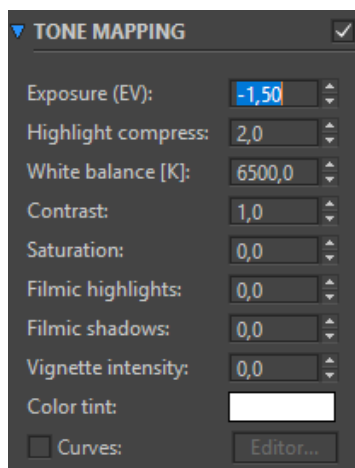 TONE MAPPING
Exposure (EV): -1,50
Highlight compress: 2,0
White balance [K]: 6500,0
Contrast: 1,0
Saturation: 0,0
Filmic highlights: 0,0
Filmic shadows: 0,0
Vignette intensity: 0,0
Color tint:
Curves: Editor...